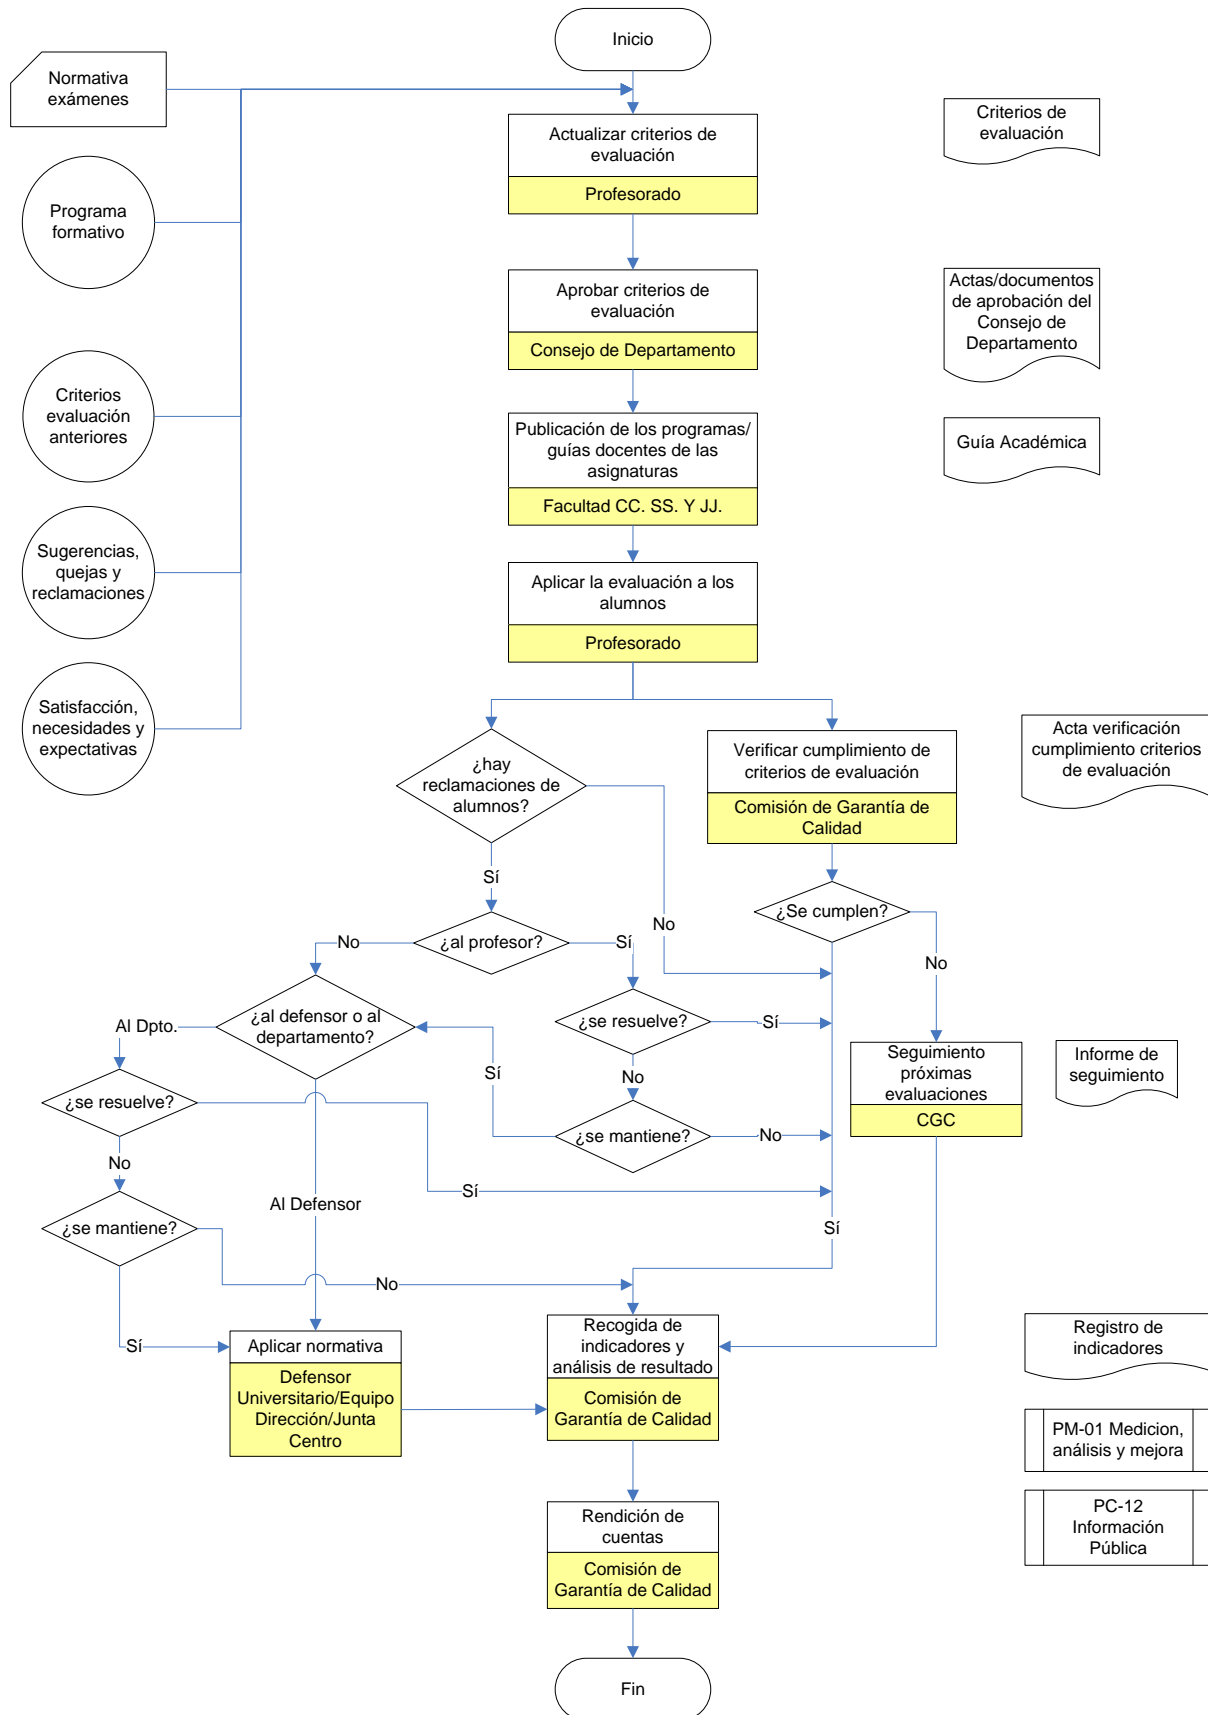 Inicio
Normativa
exámenes
Actualizar criterios de
evaluación
Profesorado
Criterios de
evaluación
Programa
formativo
Aprobar criterios de
evaluación
Consejo de Departamento
Actas/documentos
de aprobación del
Consejo de
Departamento
Criterios
evaluación
anteriores
Publicación de los programas/
guías docentes de las
asignaturas
Facultad CC. SS. Y JJ.
Guía Académica
Sugerencias,
quejas y
reclamaciones
Aplicar la evaluación a los
alumnos
Profesorado
Satisfacción,
necesidades y
expectativas
¿hay
reclamaciones de
alumnos?
Verificar cumplimiento de
criterios de evaluación
Comisión de Garantía de
Calidad
Acta verificación
cumplimiento criterios
de evaluación
Sí
No
¿Se cumplen?
No
¿al profesor?
No
Sí
¿al defensor o al
departamento?
Al Dpto.
¿se resuelve?
Sí
No
Sí
Seguimiento
próximas
evaluaciones
CGC
Informe de
seguimiento
¿se resuelve?
No
¿se mantiene?
No
Sí
Al Defensor
¿se mantiene?
No
Sí
Sí
Aplicar normativa
Defensor
Universitario/Equipo
Dirección/Junta
Centro
Recogida de
indicadores y
análisis de resultado
Comisión de
Garantía de Calidad
Registro de
indicadores
PM-01 Medicion,
análisis y mejora
PC-12
Información
Pública
Rendición de
cuentas
Comisión de
Garantía de Calidad
Fin